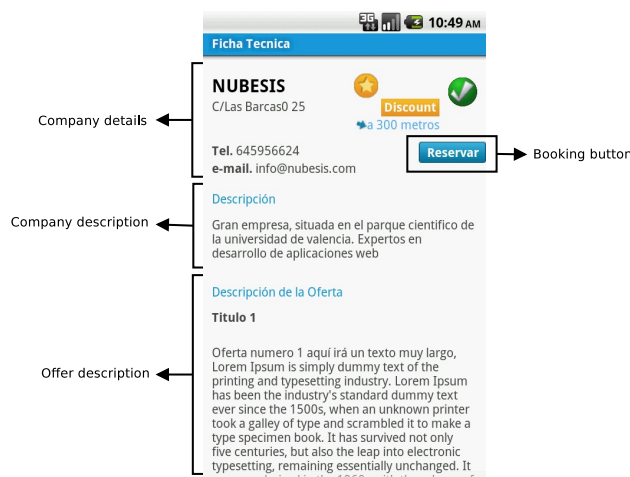 3G 10:49 AM
Ficha Tecnica
NUBESIS
C/Las Barcas0 25
Discount
a 300 metros
Company details
Tel. 645956624
e-mail. info@nubesis.com
Reservar
Booking button
Descripción
Company description
Gran empresa, situada en el parque cientifico de
la universidad de valencia. Expertos en
desarrollo de aplicaciones web
Descripción de la Oferta
Titulo 1
Offer description
Oferta numero 1 aquí irá un texto muy largo,
Lorem Ipsum is simply dummy text of the
printing and typesetting industry. Lorem Ipsum
has been the industry's standard dummy text
ever since the 1500s, when an unknown printer
took a galley of type and scrambled it to make a
type specimen book. It has survived not only
five centuries, but also the leap into electronic
typesetting, remaining essentially unchanged. It